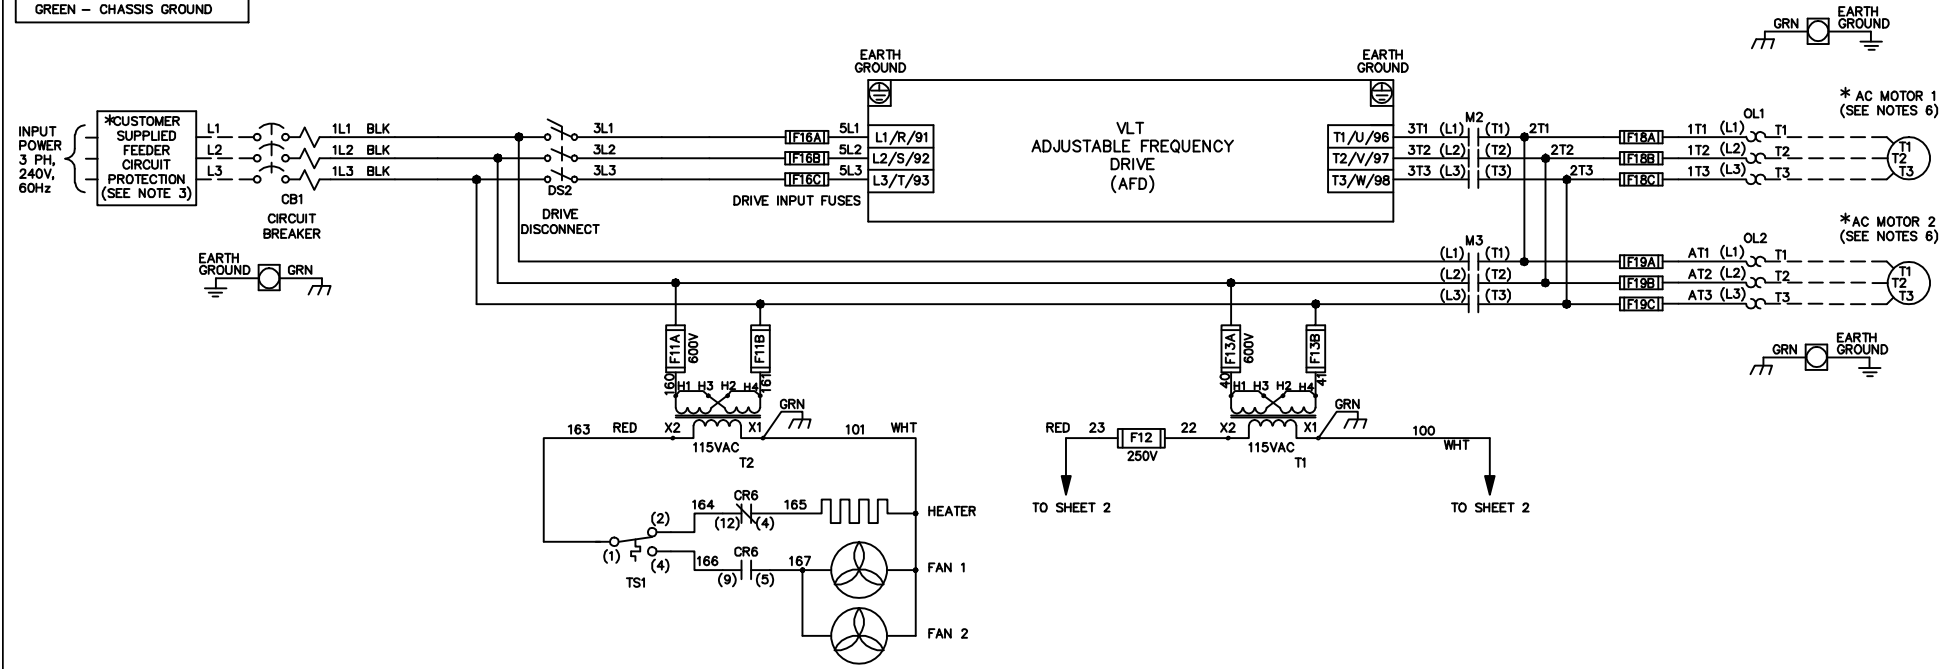 GREEN – CHASSIS GROUND
GRN
EARTH
GROUND
INPUT
POWER
3 PH,
240V,
60Hz
*CUSTOMER
SUPPLIED
FEEDER
CIRCUIT
PROTECTION
(SEE NOTE 3)
L1
L2
L3
CB1
CIRCUIT
BREAKER
1L1 BLK
1L2 BLK
1L3 BLK
DS2
DRIVE
DISCONNECT
3L1
3L2
3L3
F16A
F16B
F16C
DRIVE INPUT FUSES
5L1
5L2
5L3
EARTH
GROUND
L1/R/91
L2/S/92
L3/T/93
VLT
ADJUSTABLE FREQUENCY
DRIVE
(AFD)
EARTH
GROUND
T1/U/96
T2/V/97
T3/W/98
3T1 (L1)
3T2 (L2)
3T3 (L3)
M2
(T1)
(T2)
(T3)
2T1
2T2
2T3
F18A
F18B
F18C
1T1 (L1)
1T2 (L2)
1T3 (L3)
OL1
T1
T2
T3
* AC MOTOR 1
(SEE NOTES 6)
T1
T2
T3
EARTH
GROUND
GRN
(L1)
(L2)
(L3)
M3
(T1)
(T2)
(T3)
F19A
F19B
F19C
AT1 (L1)
AT2 (L2)
AT3 (L3)
OL2
T1
T2
T3
*AC MOTOR 2
(SEE NOTES 6)
T1
T2
T3
GRN
EARTH
GROUND
F11A
600V
F11B
160
161
H1 H3 H2 H4
GRN
163 RED X2
X1 101 WHT
115VAC
T2
F13A
600V
F13B
40
41
H1 H3 H2 H4
GRN
RED 23
F12
250V
22 X2
X1 100
WHT
115VAC
T1
TO SHEET 2
TO SHEET 2
(1)
(2)
(4)
TS1
164
CR6
(12) (4)
165
HEATER
166
CR6
(9) (5)
167
FAN 1
FAN 2